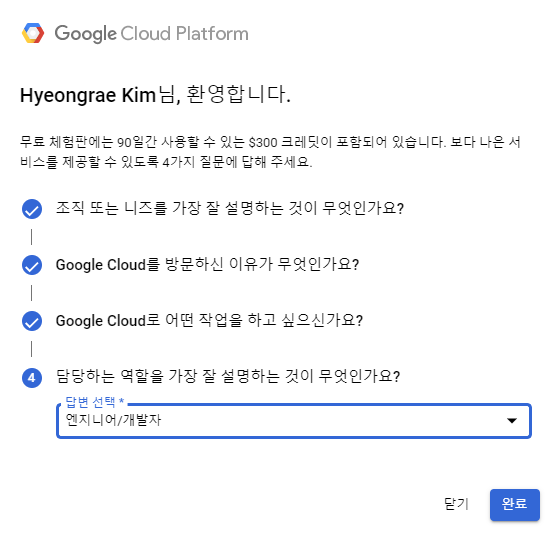 Google Cloud Platform
Hyeongrae Kim님, 환영합니다.
무료 체험판에는 90일간 사용할 수 있는 $300 크레딧이 포함되어 있습니다. 보다 나은 서
비스를 제공할 수 있도록 4가지 질문에 답해 주세요.
조직 또는 니즈를 가장 잘 설명하는 것이 무엇인가요?
Google Cloud를 방문하신 이유가 무엇인가요?
Google Cloud로 어떤 작업을 하고 싶으신가요?
4 담당하는 역할을 가장 잘 설명하는 것이 무엇인가요?
답변 선택 *
엔지니어/개발자
닫기 완료